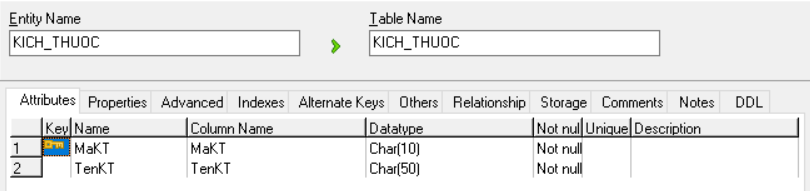 Entity Name Table Name
KICH_THUOC KICH_THUOC
Attributes Properties Advanced Indexes Alternate Keys Others Relationship Storage Comments Notes DDL
Key Name Column Name Datatype Not nul Unique Description
1 MaKT MaKT Char(10) Not null
2 TenKT TenKT Char(50) Not null